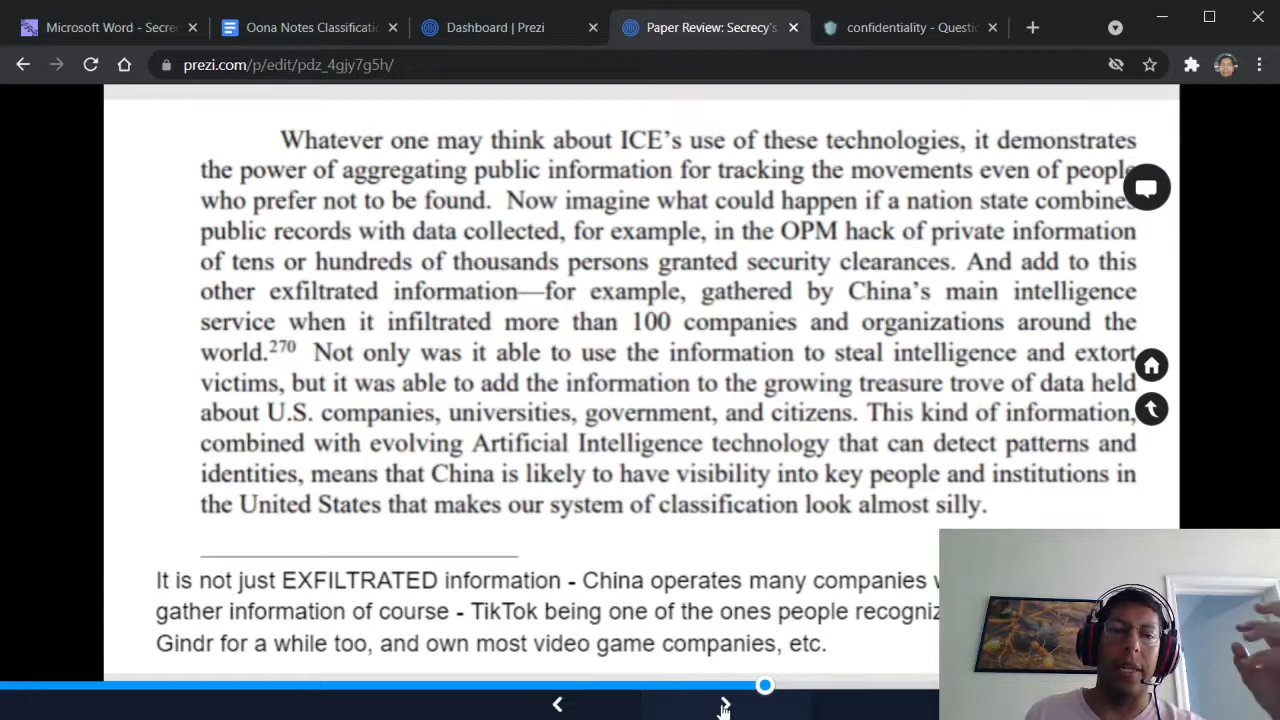 Microsoft Word - Secre
Oona Notes Classificati
Dashboard | Prezi
Paper Review: Secrecy's
confidentiality - Questi
prezi.com/p/edit/pdz_4gjy7g5h/
Whatever one may think about ICE's use of these technologies, it demonstrates
the power of aggregating public information for tracking the movements even of people
who prefer not to be found. Now imagine what could happen if a nation state combine
public records with data collected, for example, in the OPM hack of private information
of tens or hundreds of thousands persons granted security clearances. And add to this
other exfiltrated information—for example, gathered by China's main intelligence
service when it infiltrated more than 100 companies and organizations around the
world.270 Not only was it able to use the information to steal intelligence and extort
victims, but it was able to add the information to the growing treasure trove of data held
about U.S. companies, universities, government, and citizens. This kind of information,
combined with evolving Artificial Intelligence technology that can detect patterns and
identities, means that China is likely to have visibility into key people and institutions in
the United States that makes our system of classification look almost silly.
It is not just EXFILTRATED information - China operates many companies
gather information of course - TikTok being one of the ones people recogniz
Gindr for a while too, and own most video game companies, etc.